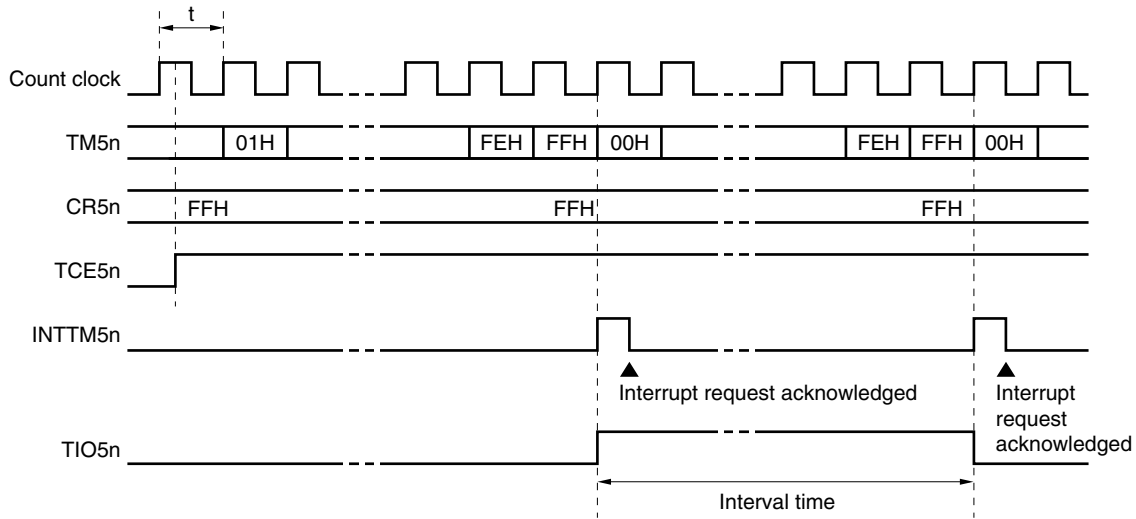 t
Count clock
TM5n
01H
FEH
FFH
00H
FEH
FFH
00H
CR5n
FFH
FFH
FFH
TCE5n
INTTM5n
Interrupt request acknowledged
Interrupt
request
acknowledged
TIO5n
Interval time